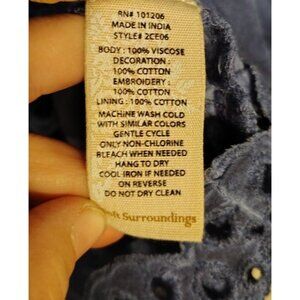 RN# 101206
MADE IN INDIA
STYLE# 2CE06
BODY : 100% VISCOSE
DECORATION :
100% COTTON
EMBROIDERY :
100% COTTON
LINING : 100% COTTON
MACHINE WASH COLD
WITH SIMILAR COLORS
GENTLE CYCLE
ONLY NON-CHLORINE
BLEACH WHEN NEEDED
HANG TO DRY
COOL IRON IF NEEDED
ON REVERSE
DO NOT DRY CLEAN
Surroundings